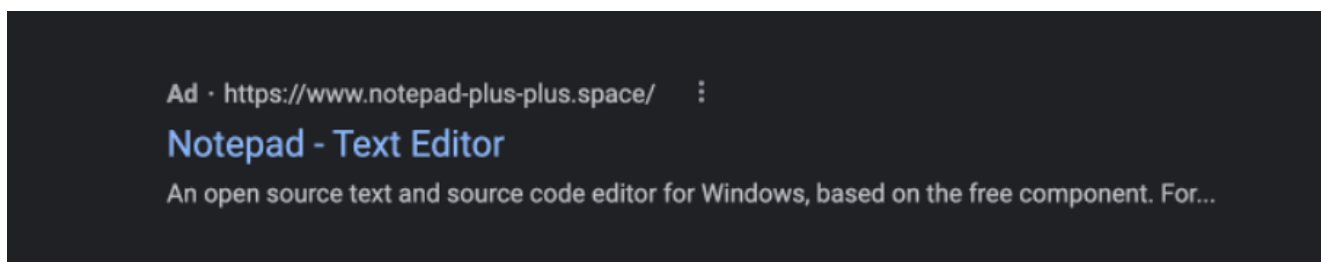 Ad · https://www.notepad-plus-plus.space/
Notepad - Text Editor
An open source text and source code editor for Windows, based on the free component. For...